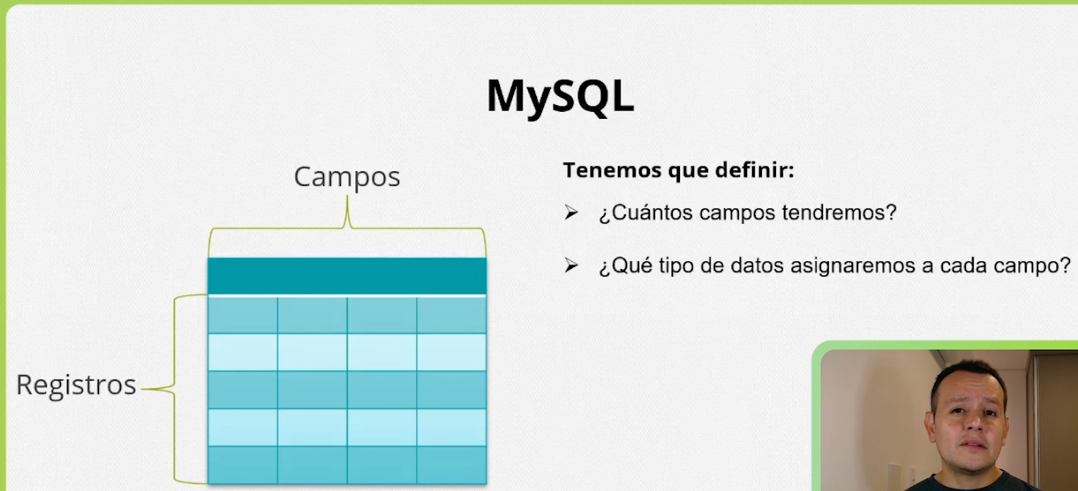 MySQL
Campos
Registros
Tenemos que definir:
➢ ¿Cuántos campos tendremos?
➢ ¿Qué tipo de datos asignaremos a cada campo?